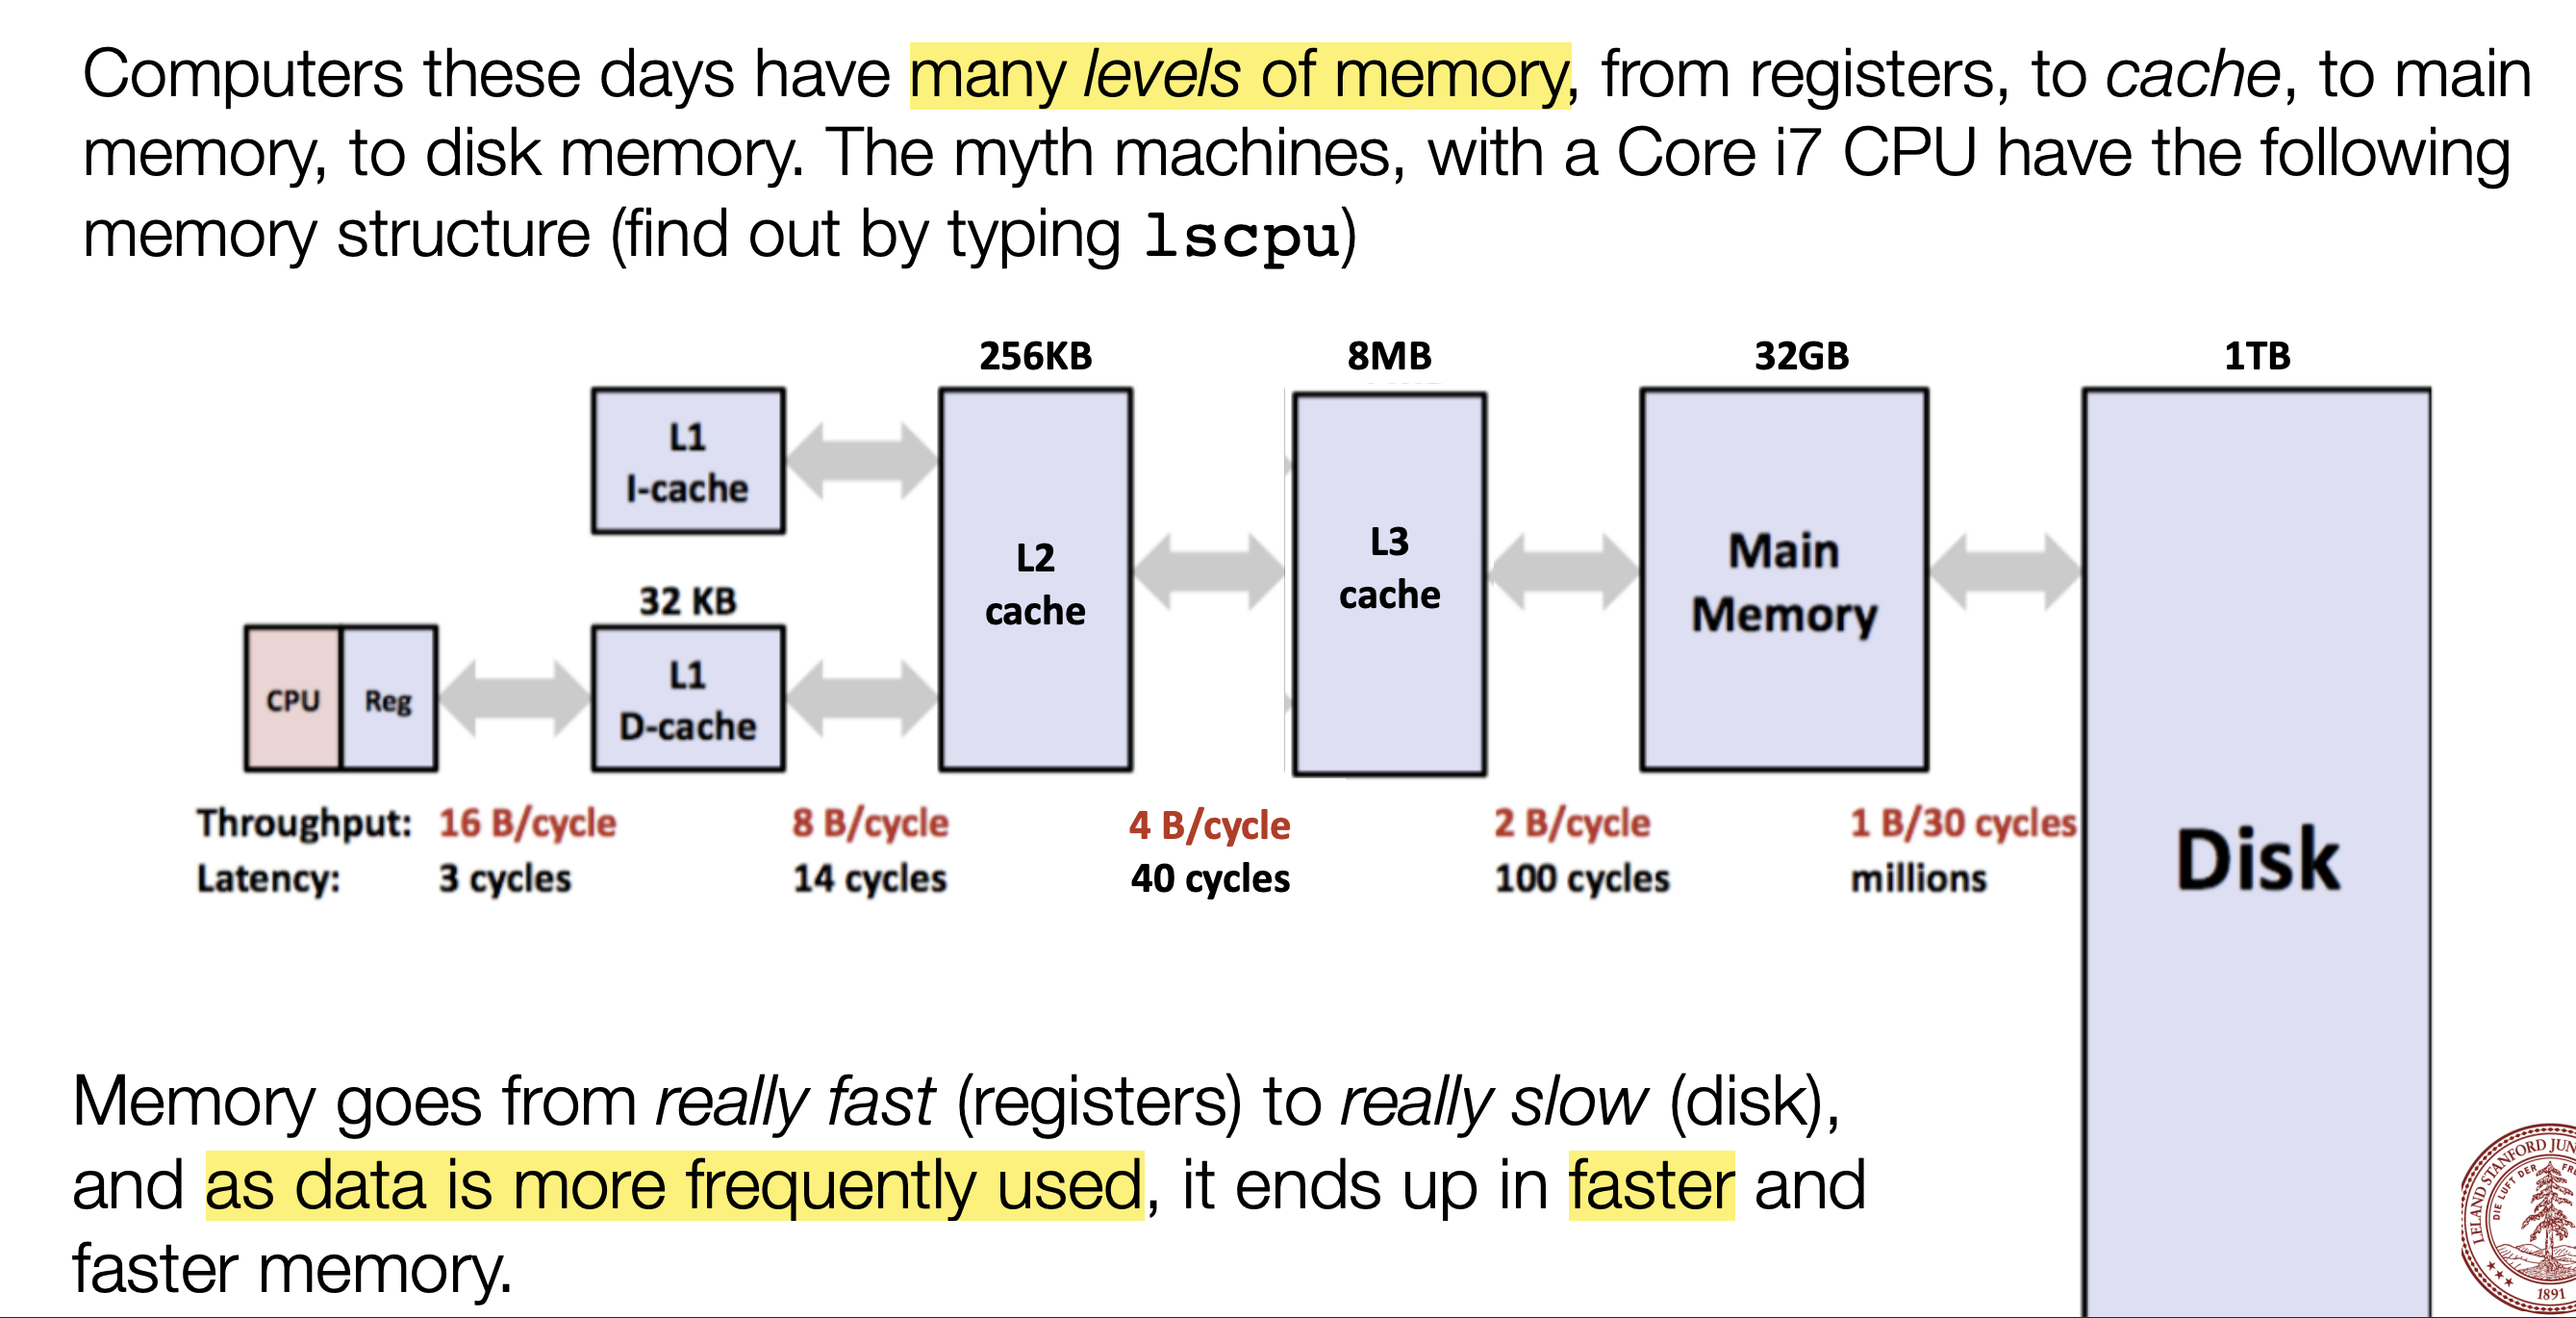 Computers these days have many levels of memory, from registers, to cache, to main
memory, to disk memory. The myth machines, with a Core i7 CPU have the following
memory structure (find out by typing lscpu)
256KB
8MB
32GB
1TB
L1
I-cache
L2
cache
L3
cache
Main
Memory
32 KB
CPU
Reg
L1
D-cache
Disk
Throughput: 16 B/cycle 8 B/cycle 4 B/cycle 2 B/cycle 1 B/30 cycles
Latency: 3 cycles 14 cycles 40 cycles 100 cycles millions
Memory goes from really fast (registers) to really slow (disk),
and as data is more frequently used, it ends up in faster and
faster memory.
LELAND STANFORD JUN
DIE LUFT DER FR
1891